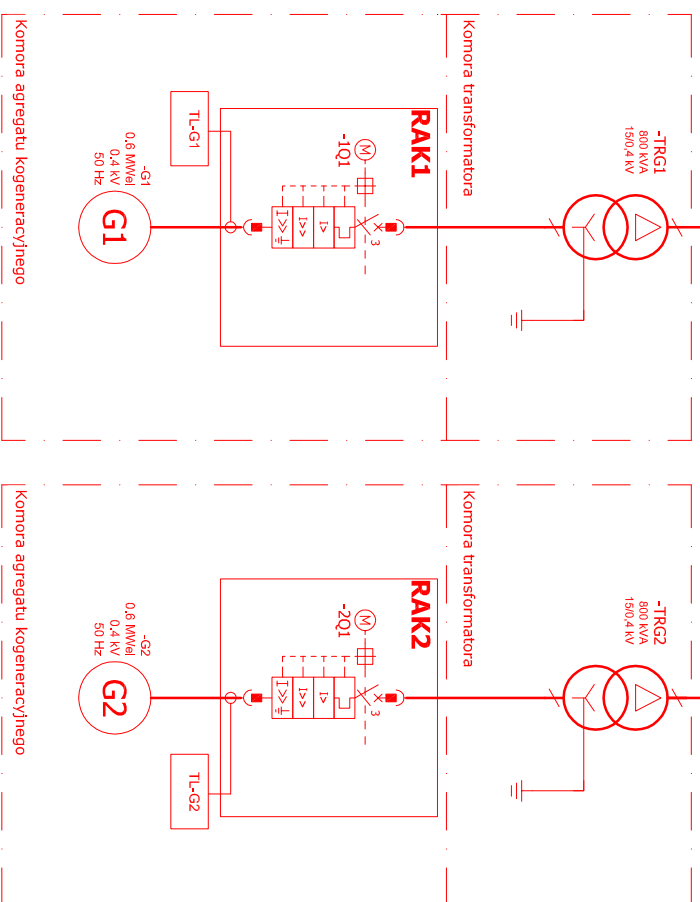 Komora agregatu kogeneracyjnego
Komora transformatora
-TRG1
800 kVA
15/0,4 kV
RAK1
-1Q1
M
3
I>
I>>
I>>
TL-G1
-G1
0.6 MWel
0.4 kV
50 Hz
G1
Komora agregatu kogeneracyjnego
Komora transformatora
-TRG2
800 kVA
15/0,4 kV
RAK2
-2Q1
M
3
I>
I>>
I>>
TL-G2
-G2
0.6 MWel
0.4 kV
50 Hz
G2